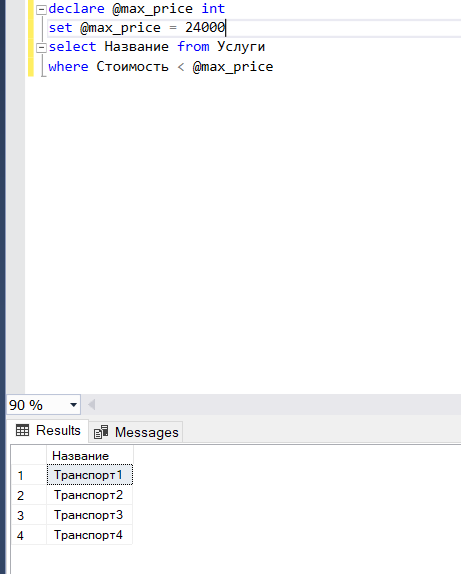 declare @max_price int
set @max_price = 24000
select Название from Услуги
where Стоимость < @max_price
90 %
Results Messages
Название
1 Транспорт1
2 Транспорт2
3 Транспорт3
4 Транспорт4